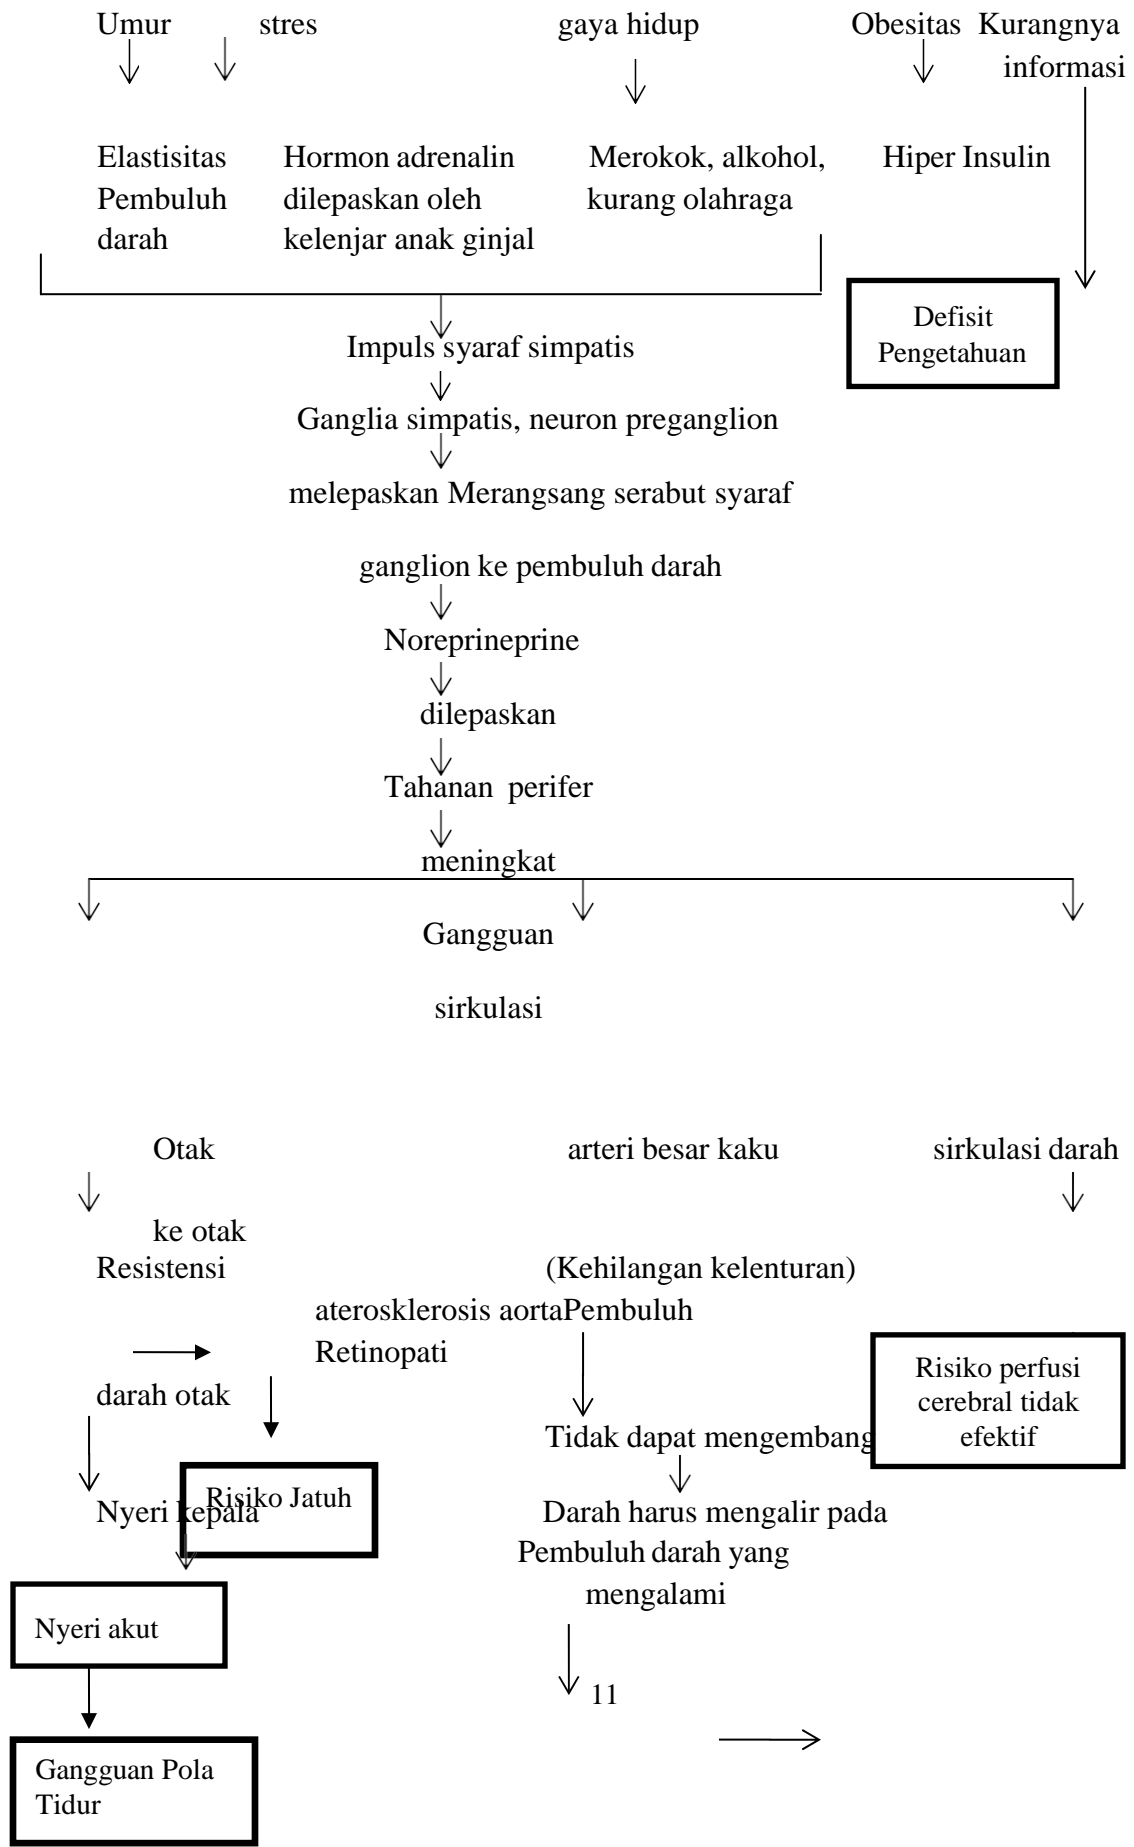 Umur stres gaya hidup Obesitas Kurangnya
informasi
Elastisitas Hormon adrenalin Merokok, alkohol, Hiper Insulin
Pembuluh dilepaskan oleh kurang olahraga
darah kelenjar anak ginjal
Defisit
Pengetahuan
Impuls syaraf simpatis
Ganglia simpatis, neuron preganglion
melepaskan Merangsang serabut syaraf
ganglion ke pembuluh darah
Noreprineprine
dilepaskan
Tahanan perifer
meningkat
Gangguan
sirkulasi
Otak arteri besar kaku sirkulasi darah
ke otak
Resistensi (Kehilangan kelenturan)
aterosklerosis aortaPembuluh
Retinopati
darah otak
Risiko perfusi
cerebral tidak
efektif
Tidak dapat mengembang
Risiko Jatuh
Nyeri kepala Darah harus mengalir pada
Pembuluh darah yang
mengalami
Nyeri akut
11
Gangguan Pola
Tidur